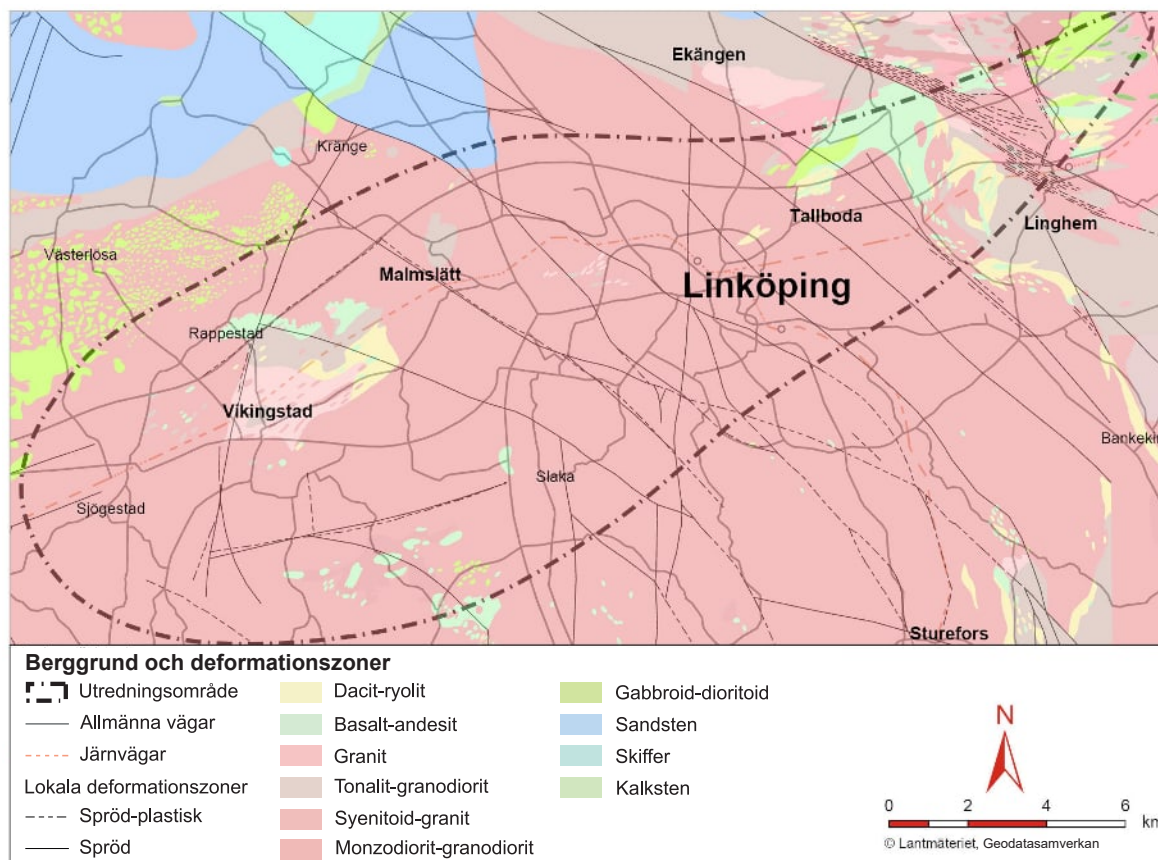 Ekängen
Kränge
Tallboda
Linghem
Västerlösa
Malmslätt
Linköping
Rappestad
Vikingstad
Bankekin
Slaka
Sjögestad
Sturefors
Berggrund och deformationszoner
Utredningsområde
Allmänna vägar
Järnvägar
Lokala deformationszoner
Spröd-plastisk
Spröd
Dacit-ryolit
Basalt-andesit
Granit
Tonalit-granodiorit
Syenitoid-granit
Monzodiorit-granodiorit
Gabbroid-dioritoid
Sandsten
Skiffer
Kalksten
N
0 2 4 6
km
© Lantmäteriet, Geodatasamverkan